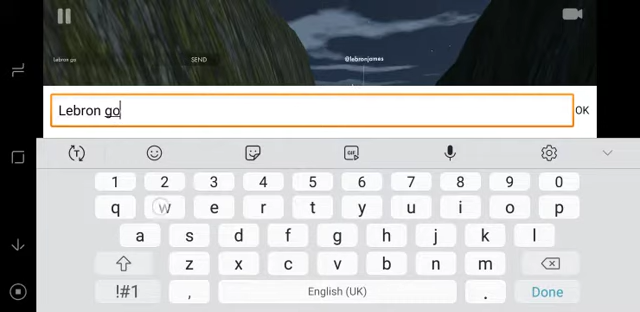 Lebron go
SEND
@lebronjames
Lebron go
OK
T
GIF
1 2 3 4 5 6 7 8 9 0
q w e r t y u i o p
a s d f g h j k l
z x c v b n m
!#1 , English (UK) . Done